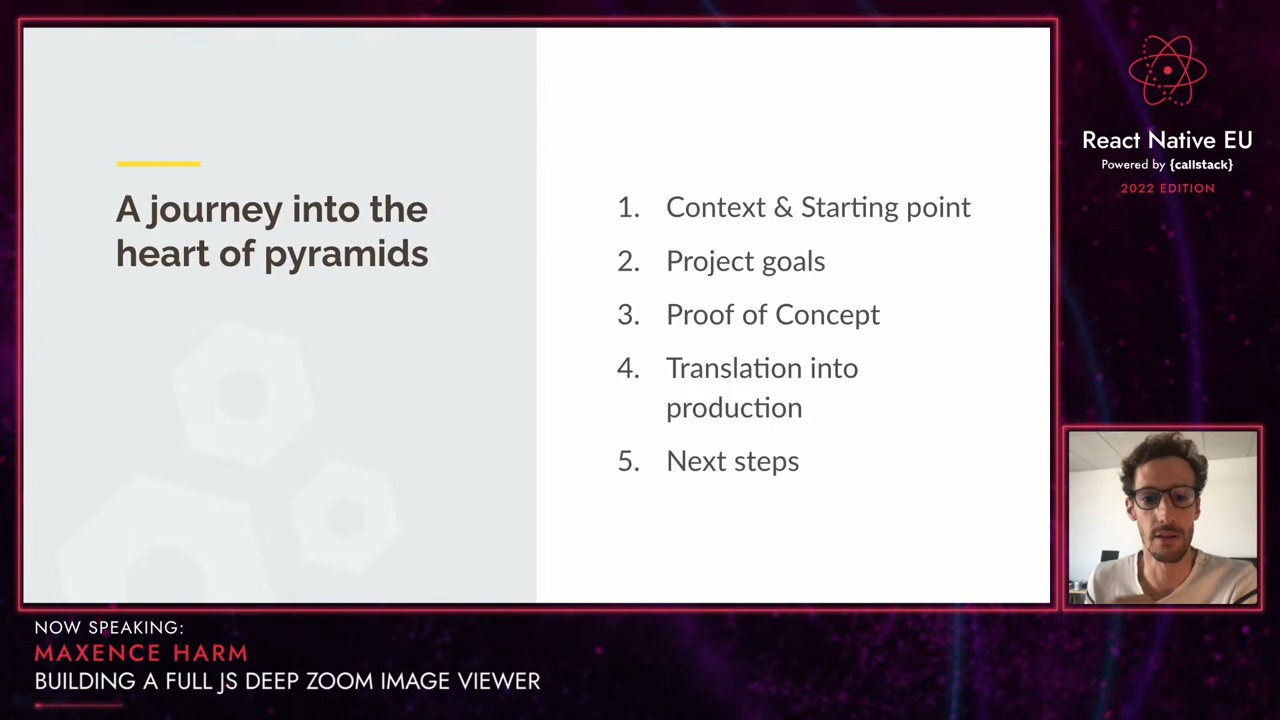 A journey into the
heart of pyramids
1. Context & Starting point
2. Project goals
3. Proof of Concept
4. Translation into
production
5. Next steps
React Native EU
Powered by {callstack}
2022 EDITION
NOW SPEAKING:
MAXENCE HARM
BUILDING A FULL JS DEEP ZOOM IMAGE VIEWER